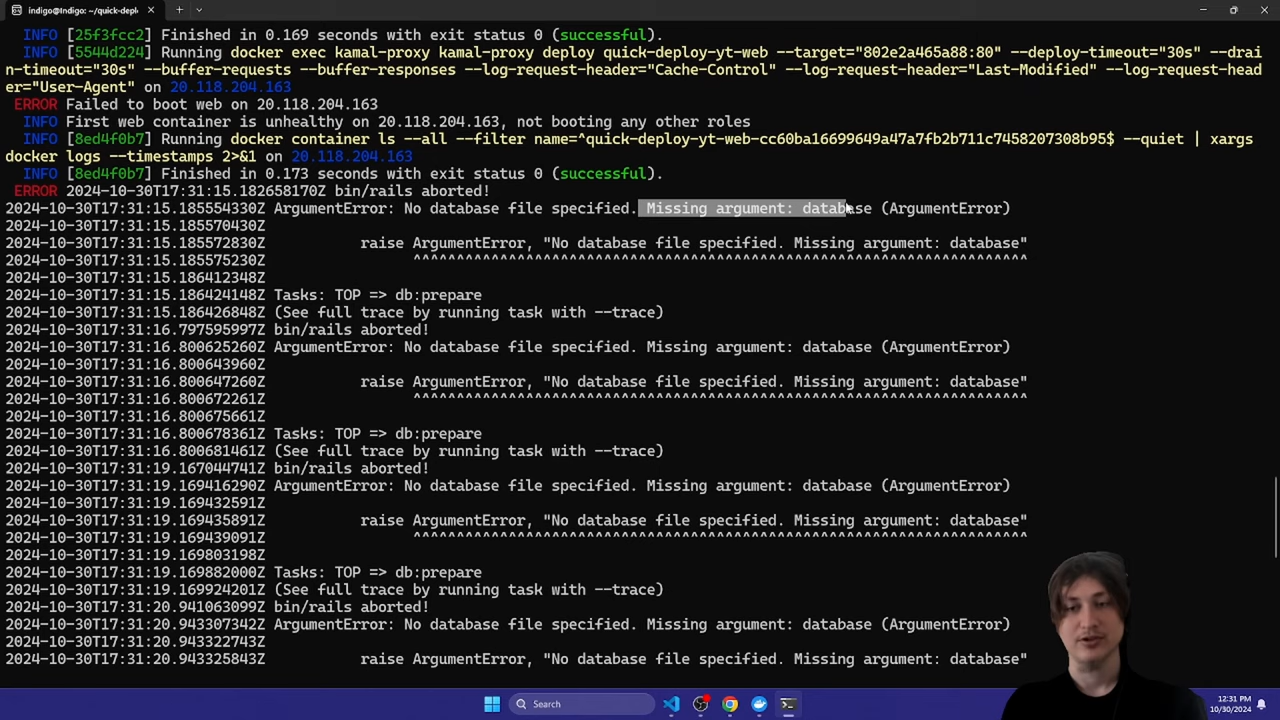 indigo@Indigo: ~/quick-deplo
INFO [25f3fcc2] Finished in 0.169 seconds with exit status 0 (successful).
INFO [5544d224] Running docker exec kamal-proxy kamal-proxy deploy quick-deploy-yt-web --target="802e2a465a88:80" --deploy-timeout="30s" --drai
n-timeout="30s" --buffer-requests --buffer-responses --log-request-header="Cache-Control" --log-request-header="Last-Modified" --log-request-head
er="User-Agent" on 20.118.204.163
ERROR Failed to boot web on 20.118.204.163
INFO First web container is unhealthy on 20.118.204.163, not booting any other roles
INFO [8ed4f0b7] Running docker container ls --all --filter name=^quick-deploy-yt-web-cc60ba16699649a47a7fb2b711c7458207308b95$ --quiet | xargs
docker logs --timestamps 2>&1 on 20.118.204.163
INFO [8ed4f0b7] Finished in 0.173 seconds with exit status 0 (successful).
ERROR 2024-10-30T17:31:15.182658170Z bin/rails aborted!
2024-10-30T17:31:15.185554330Z ArgumentError: No database file specified. Missing argument: database (ArgumentError)
2024-10-30T17:31:15.185570430Z
2024-10-30T17:31:15.185572830Z raise ArgumentError, "No database file specified. Missing argument: database"
2024-10-30T17:31:15.185575230Z ^^^^^^^^^^^^^^^^^^^^^^^^^^^^^^^^^^^^^^^^^^^^^^^^^^^^^^^^^^^^^^^^^^^^^^^
2024-10-30T17:31:15.186412348Z
2024-10-30T17:31:15.186424148Z Tasks: TOP => db:prepare
2024-10-30T17:31:15.186426848Z (See full trace by running task with --trace)
2024-10-30T17:31:16.797595997Z bin/rails aborted!
2024-10-30T17:31:16.800625260Z ArgumentError: No database file specified. Missing argument: database (ArgumentError)
2024-10-30T17:31:16.800643960Z
2024-10-30T17:31:16.800647260Z raise ArgumentError, "No database file specified. Missing argument: database"
2024-10-30T17:31:16.800672261Z ^^^^^^^^^^^^^^^^^^^^^^^^^^^^^^^^^^^^^^^^^^^^^^^^^^^^^^^^^^^^^^^^^^^^^^^
2024-10-30T17:31:16.800675661Z
2024-10-30T17:31:16.800678361Z Tasks: TOP => db:prepare
2024-10-30T17:31:16.800681461Z (See full trace by running task with --trace)
2024-10-30T17:31:19.167044741Z bin/rails aborted!
2024-10-30T17:31:19.169416290Z ArgumentError: No database file specified. Missing argument: database (ArgumentError)
2024-10-30T17:31:19.169432591Z
2024-10-30T17:31:19.169435891Z raise ArgumentError, "No database file specified. Missing argument: database"
2024-10-30T17:31:19.169439091Z ^^^^^^^^^^^^^^^^^^^^^^^^^^^^^^^^^^^^^^^^^^^^^^^^^^^^^^^^^^^^^^^^^^^^^^^
2024-10-30T17:31:19.169803198Z
2024-10-30T17:31:19.169882000Z Tasks: TOP => db:prepare
2024-10-30T17:31:19.169924201Z (See full trace by running task with --trace)
2024-10-30T17:31:20.941063099Z bin/rails aborted!
2024-10-30T17:31:20.943307342Z ArgumentError: No database file specified. Missing argument: database (ArgumentError)
2024-10-30T17:31:20.943322743Z
2024-10-30T17:31:20.943325843Z raise ArgumentError, "No database file specified. Missing argument: database"
Search
12:31 PM
10/30/2024